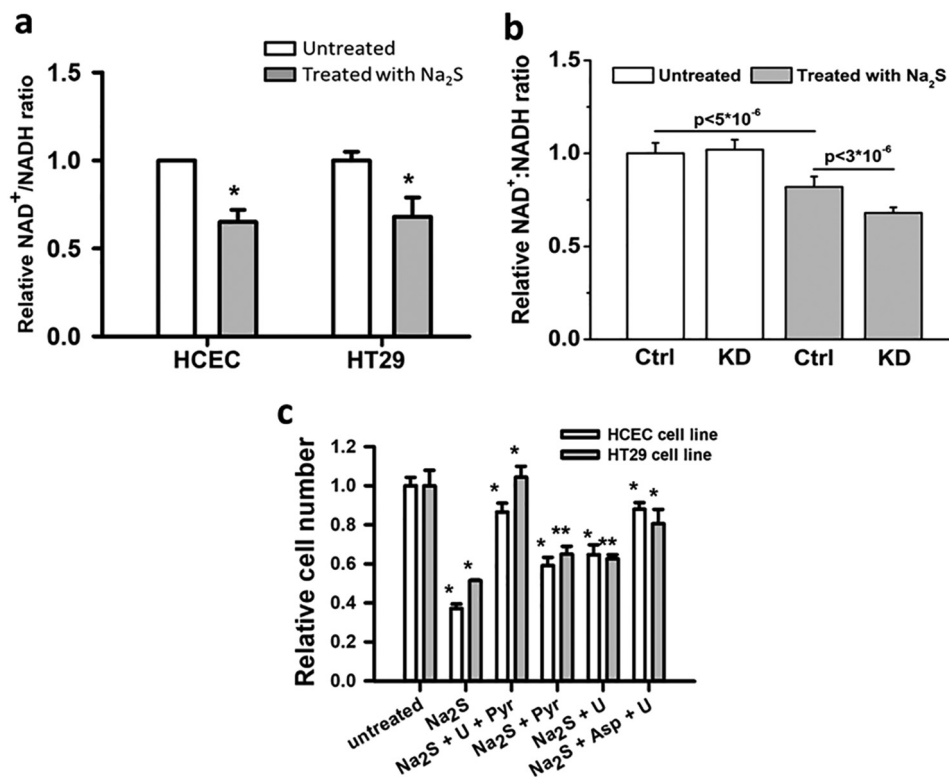 a
Untreated
Treated with Na₂S
Relative NAD⁺/NADH ratio
1.5
1.0
0.5
0.0
*
*
HCEC
HT29
b
Untreated
Treated with Na₂S
Relative NAD⁺:NADH ratio
1.5
1.0
0.5
0.0
p<5*10⁻⁶
p<3*10⁻⁶
Ctrl
KD
Ctrl
KD
c
HCEC cell line
HT29 cell line
Relative cell number
1.2
1.0
0.8
0.6
0.4
0.2
0.0
*
*
*
*
*
**
*
**
*
*
untreated
Na₂S
Na₂S + U + Pyr
Na₂S + Pyr
Na₂S + U
Na₂S + Asp + U